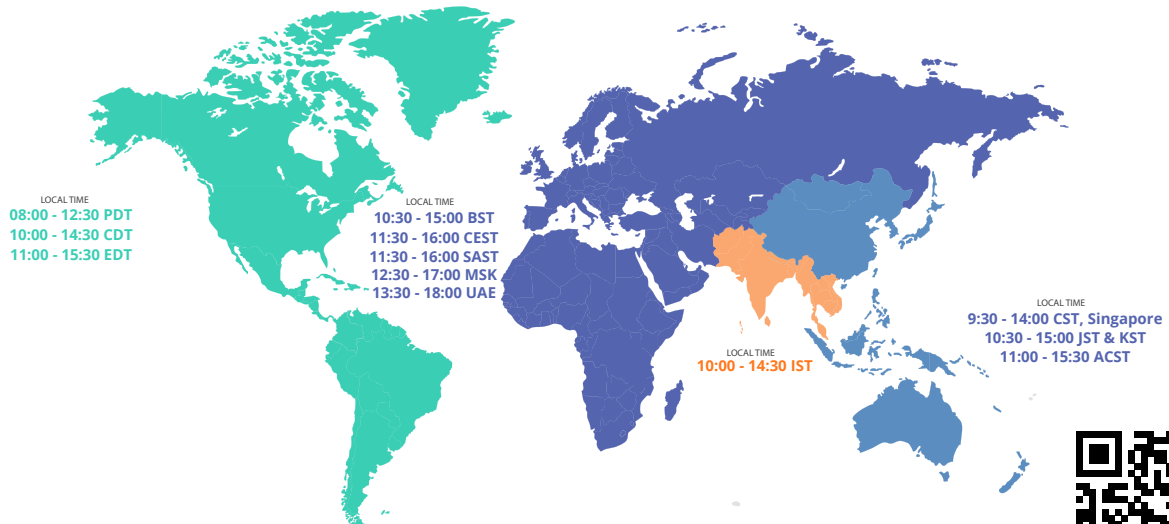 LOCAL TIME
08:00 - 12:30 PDT
10:00 - 14:30 CDT
11:00 - 15:30 EDT
LOCAL TIME
10:30 - 15:00 BST
11:30 - 16:00 CEST
11:30 - 16:00 SAST
12:30 - 17:00 MSK
13:30 - 18:00 UAE
LOCAL TIME
10:00 - 14:30 IST
LOCAL TIME
9:30 - 14:00 CST, Singapore
10:30 - 15:00 JST & KST
11:00 - 15:30 ACST